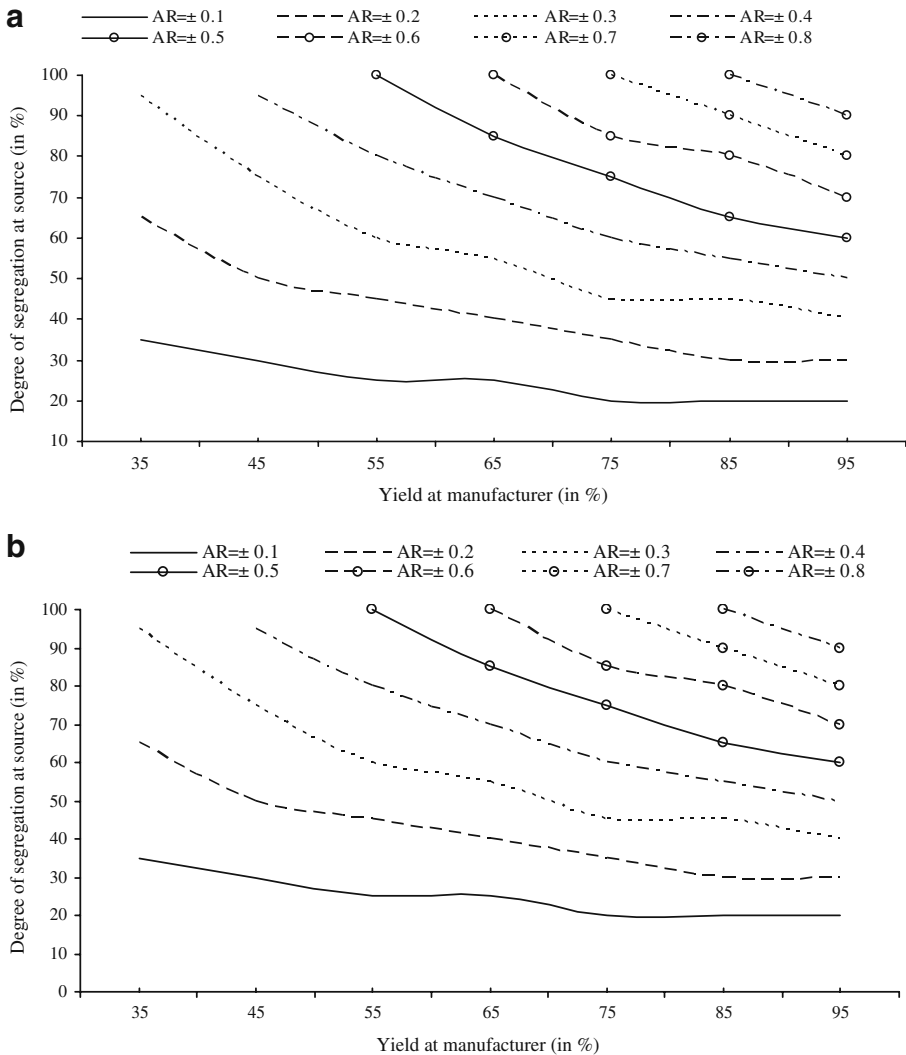 a
AR=± 0.1 AR=± 0.2 AR=± 0.3 AR=± 0.4
AR=± 0.5 AR=± 0.6 AR=± 0.7 AR=± 0.8
Degree of segregation at source (in %)
100
90
80
70
60
50
40
30
20
10
35 45 55 65 75 85 95
Yield at manufacturer (in %)
b
AR=± 0.1 AR=± 0.2 AR=± 0.3 AR=± 0.4
AR=± 0.5 AR=± 0.6 AR=± 0.7 AR=± 0.8
Degree of segregation at source (in %)
100
90
80
70
60
50
40
30
20
10
0
35 45 55 65 75 85 95
Yield at manufacturer (in %)